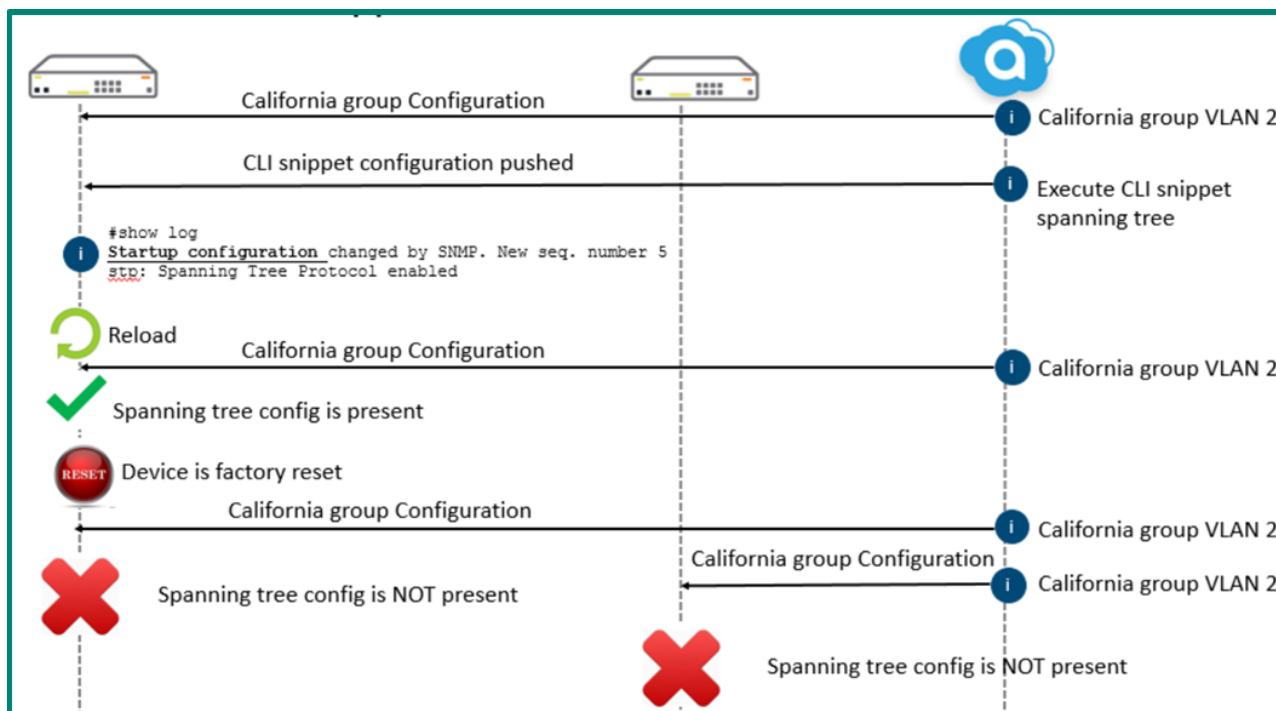 California group Configuration
California group VLAN 2
CLI snippet configuration pushed
Execute CLI snippet
spanning tree
#show log
Startup configuration changed by SNMP. New seq. number 5
stp: Spanning Tree Protocol enabled
Reload
California group Configuration
California group VLAN 2
Spanning tree config is present
RESET
Device is factory reset
California group Configuration
California group VLAN 2
California group Configuration
California group VLAN 2
Spanning tree config is NOT present
Spanning tree config is NOT present